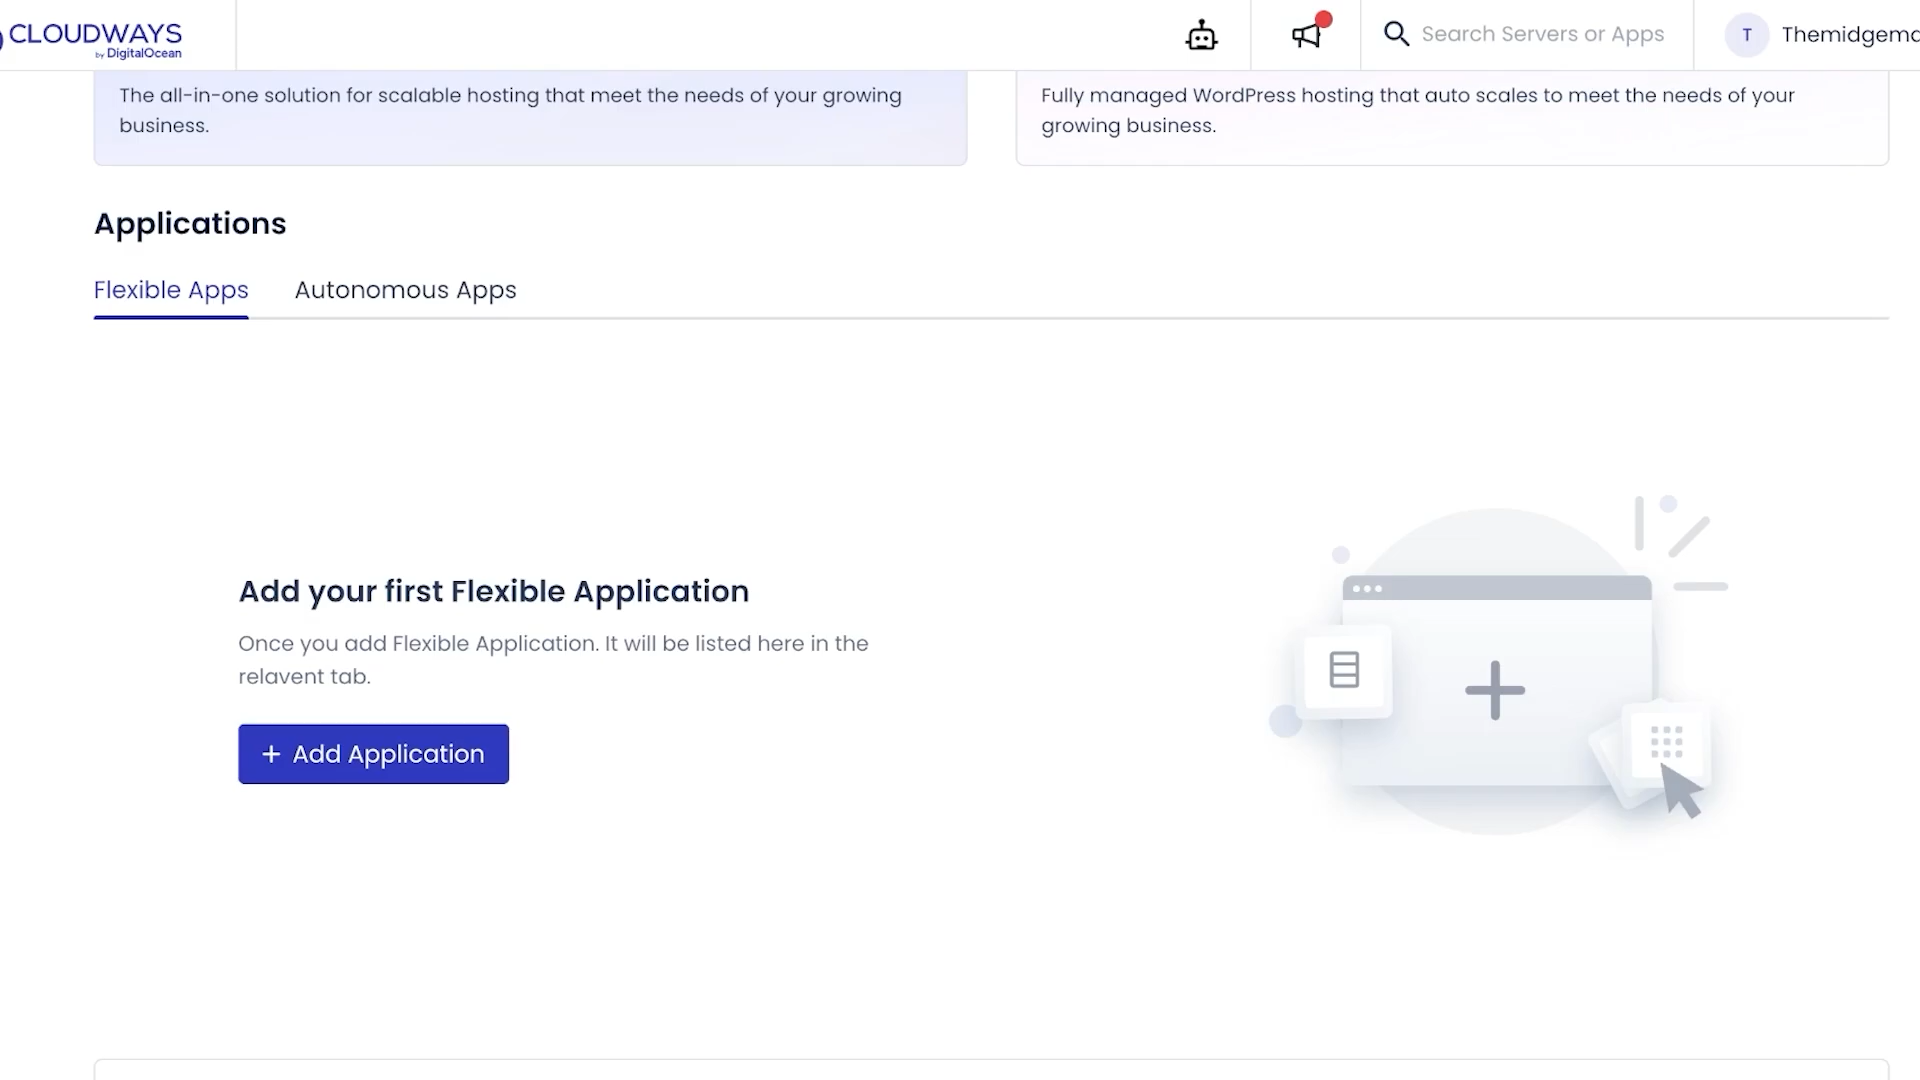 CLOUDWAYS
by DigitalOcean
Search Servers or Apps
T
Themidgema
The all-in-one solution for scalable hosting that meet the needs of your growing
business.
Fully managed WordPress hosting that auto scales to meet the needs of your
growing business.
Applications
Flexible Apps
Autonomous Apps
Add your first Flexible Application
Once you add Flexible Application. It will be listed here in the
relavent tab.
+ Add Application